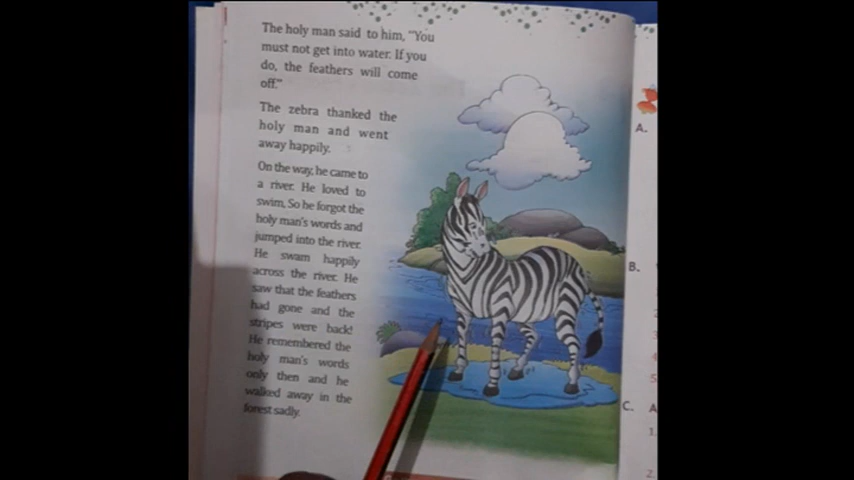 The holy man said to him, "You
must not get into water. If you
do, the feathers will come
off."
The zebra thanked the
holy man and went
away happily.
On the way, he came to
a river. He loved to
swim, So he forgot the
holy man's words and
jumped into the river.
He swam happily
across the river. He
saw that the feathers
had gone and the
stripes were back!
He remembered the
holy man's words
only then and he
walked away in the
forest sadly.
A.
B.
C. A
1.
2.